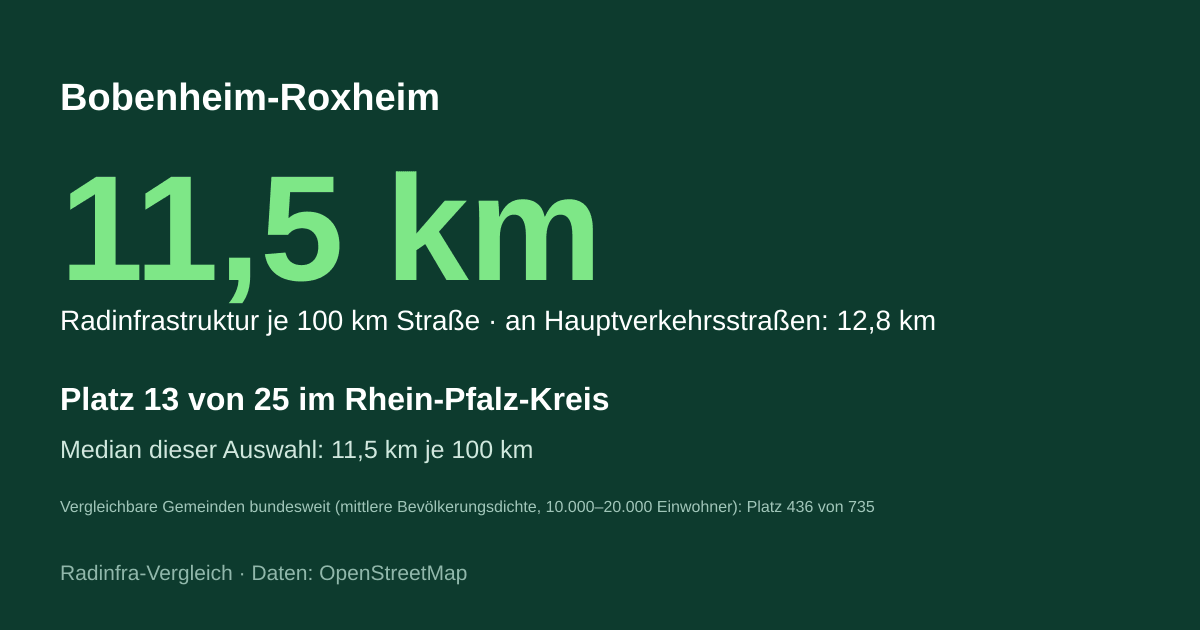 Bobenheim-Roxheim
11,5 km
Radinfrastruktur je 100 km Straße · an Hauptverkehrsstraßen: 12,8 km
Platz 13 von 25 im Rhein-Pfalz-Kreis
Median dieser Auswahl: 11,5 km je 100 km
Vergleichbare Gemeinden bundesweit (mittlere Bevölkerungsdichte, 10.000–20.000 Einwohner): Platz 436 von 735
Radinfra-Vergleich · Daten: OpenStreetMap